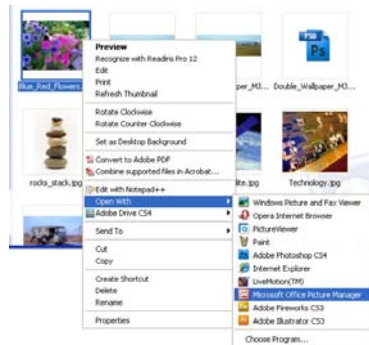 PSD
Ps
Blue_Red_Flowers.
per_M3...
Double_Wallpaper_M3...
rocks_stack.jpg
lite.jpg
Technology.jpg
Preview
Recognize with Readiris Pro 12
Edit
Print
Refresh Thumbnail
Rotate Clockwise
Rotate Counter Clockwise
Set as Desktop Background
Convert to Adobe PDF
Combine supported files in Acrobat...
Edit with Notepad++
Open With
Adobe Drive CS4
Send To
Cut
Copy
Create Shortcut
Delete
Rename
Properties
Windows Picture and Fax Viewer
Opera Internet Browser
PictureViewer
Paint
Adobe Photoshop CS4
Internet Explorer
LiveMotion(TM)
Microsoft Office Picture Manager
Adobe Fireworks CS3
Adobe Illustrator CS3
Choose Program...